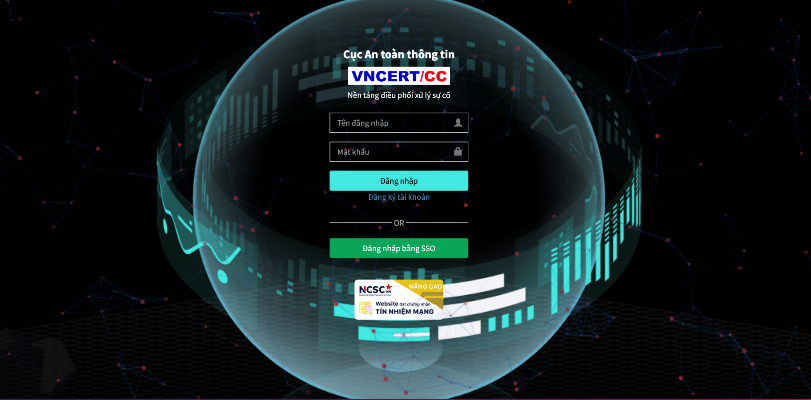 Cục An toàn thông tin
VNCERT/CC
Nền tảng điều phối xử lý sự cố
Tên đăng nhập
Mật khẩu
Đăng nhập
Đăng ký tài khoản
OR
Đăng nhập bằng SSO
NCSC.VN
NÂNG CAO
Website đạt chứng nhận
TÍN NHIỆM MẠNG